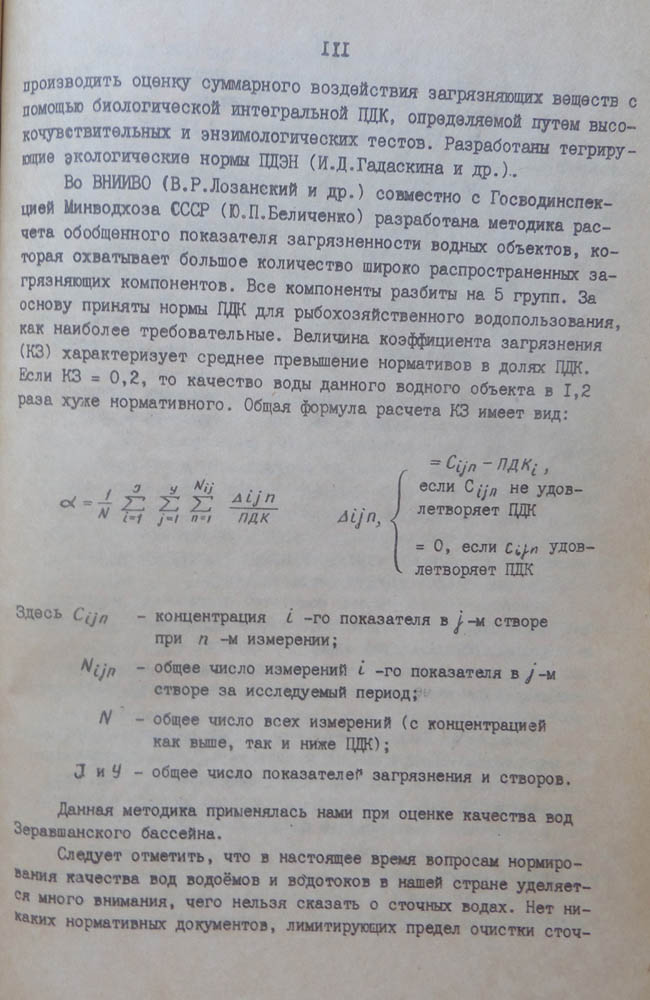 III
производить оценку суммарного воздействия загрязняющих веществ с
помощью биологической интегральной ПДК, определяемой путем высо-
кочувствительных и энзимологических тестов. Разработаны тегрирую-
щие экологические нормы ПДЭН (И.Д.Гадаскина и др.)..
Во ВНИИВО (В.Р.Лозанский и др.) совместно с Госводинспек-
цией Минводхоза СССР (Ю.П.Беличенко) разработана методика рас-
чета обобщенного показателя загрязненности водных объектов, ко-
торая охватывает большое количество широко распространенных за-
грязняющих компонентов. Все компоненты разбиты на 5 групп. За
основу приняты нормы ПДК для рыбохозяйственного водопользования,
как наиболее требовательные. Величина коэффициента загрязнения
(КЗ) характеризует среднее превышение нормативов в долях ПДК.
Если КЗ = 0,2, то качество воды данного водного объекта в I,2
раза хуже нормативного. Общая формула расчета КЗ имеет вид:
α = 1/N J∑i=1 У∑j=1 Nij∑n=1 Δijn/ПДК Δijn, { = Cijn – ПДКi,
если Cijn не удов-
летворяет ПДК
= 0, если Cijn удов-
летворяет ПДК
Здесь Cijn - концентрация i -го показателя в j-м створе
при n -м измерении;
Nijn - общее число измерений i -го показателя в j-м
створе за исследуемый период;
N - общее число всех измерений (с концентрацией
как выше, так и ниже ПДК);
J и У - общее число показателей загрязнения и створов.
Данная методика применялась нами при оценке качества вод
Зеравшанского бассейна.
Следует отметить, что в настоящее время вопросам нормиро-
вания качества вод водоёмов и водотоков в нашей стране уделяет-
ся много внимания, чего нельзя сказать о сточных водах. Нет ни-
каких нормативных документов, лимитирующих предел очистки сточ-